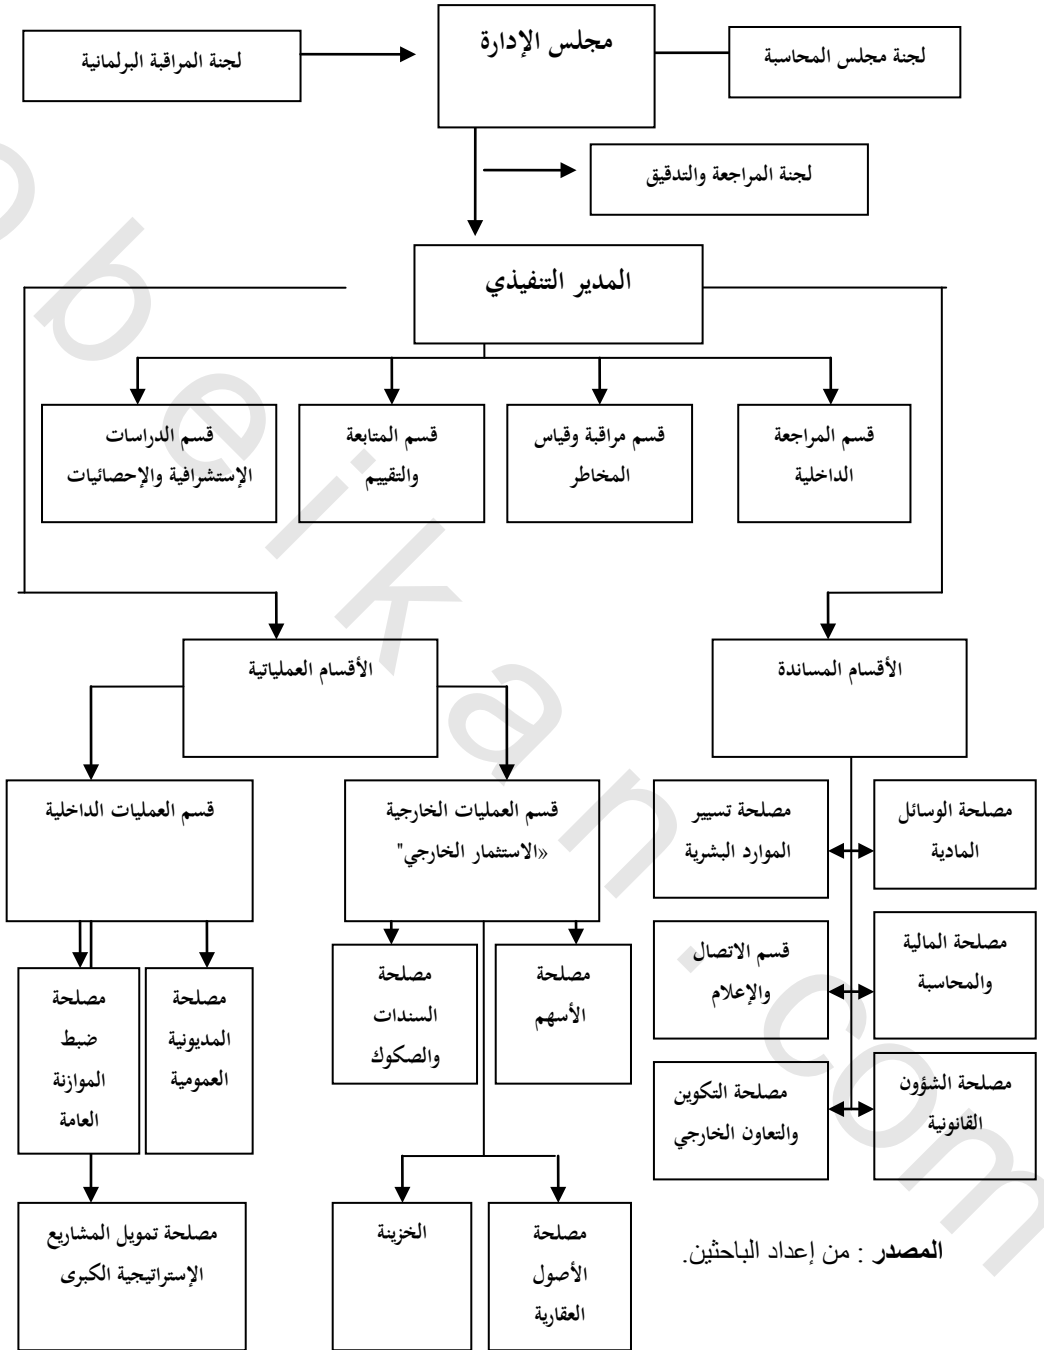 مجلس الإدارة
لجنة مجلس المحاسبة
لجنة المراقبة البرلمانية
لجنة المراجعة والتدقيق
المدير التنفيذي
قسم المراجعة
الداخلية
قسم مراقبة وقياس
المخاطر
قسم المتابعة
والتقييم
قسم الدراسات
الإستشرافية والإحصائيات
الأقسام المساندة
الأقسام العملياتية
مصلحة الوسائل
المادية
مصلحة تسيير
الموارد البشرية
قسم العمليات الخارجية
«الاستثمار الخارجي"
قسم العمليات الداخلية
مصلحة المالية
والمحاسبة
قسم الاتصال
والإعلام
مصلحة
الأسهم
مصلحة
السندات
والصكوك
مصلحة
المديونية
العمومية
مصلحة
ضبط
الموازنة
العامة
مصلحة الشؤون
القانونية
مصلحة التكوين
والتعاون الخارجي
مصلحة
الأصول
العقارية
الخزينة
مصلحة تمويل المشاريع
الإستراتيجية الكبرى
المصدر : من إعداد الباحثين.
obeikan.com